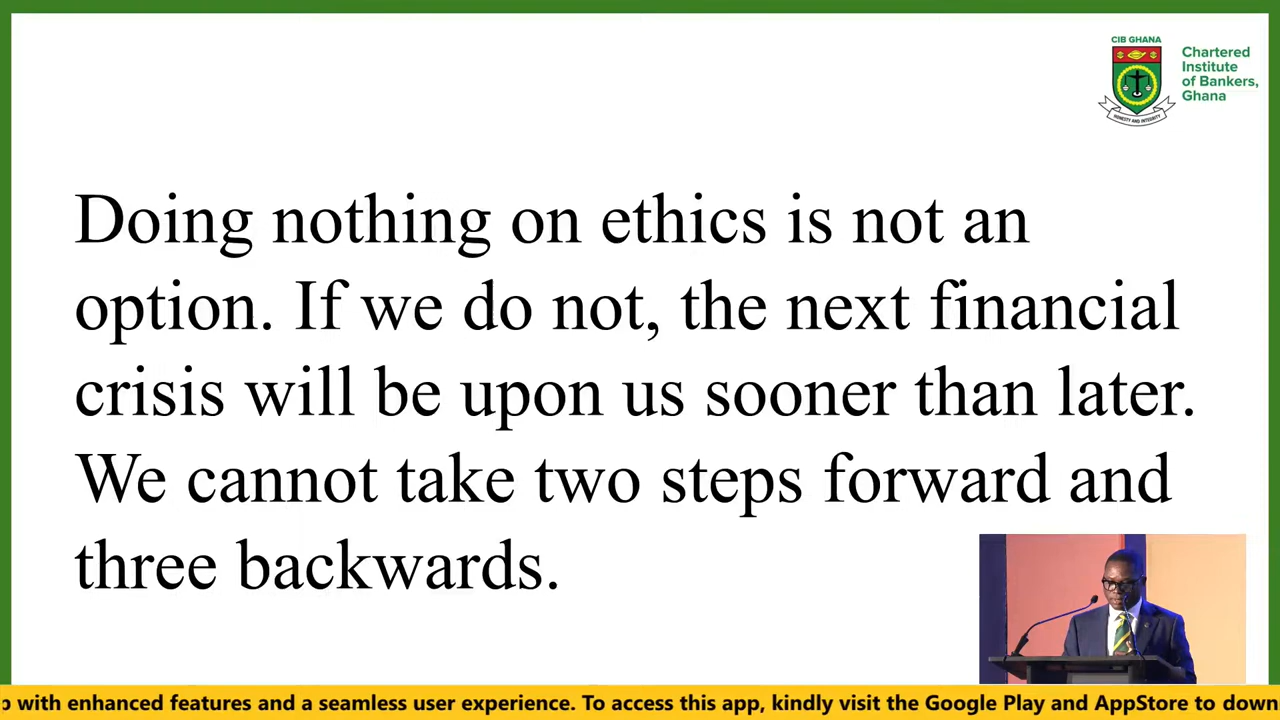 CIB GHANA
HONESTY AND INTEGRITY
Chartered
Institute
of Bankers,
Ghana
Doing nothing on ethics is not an
option. If we do not, the next financial
crisis will be upon us sooner than later.
We cannot take two steps forward and
three backwards.
with enhanced features and a seamless user experience. To access this app, kindly visit the Google Play and AppStore to down